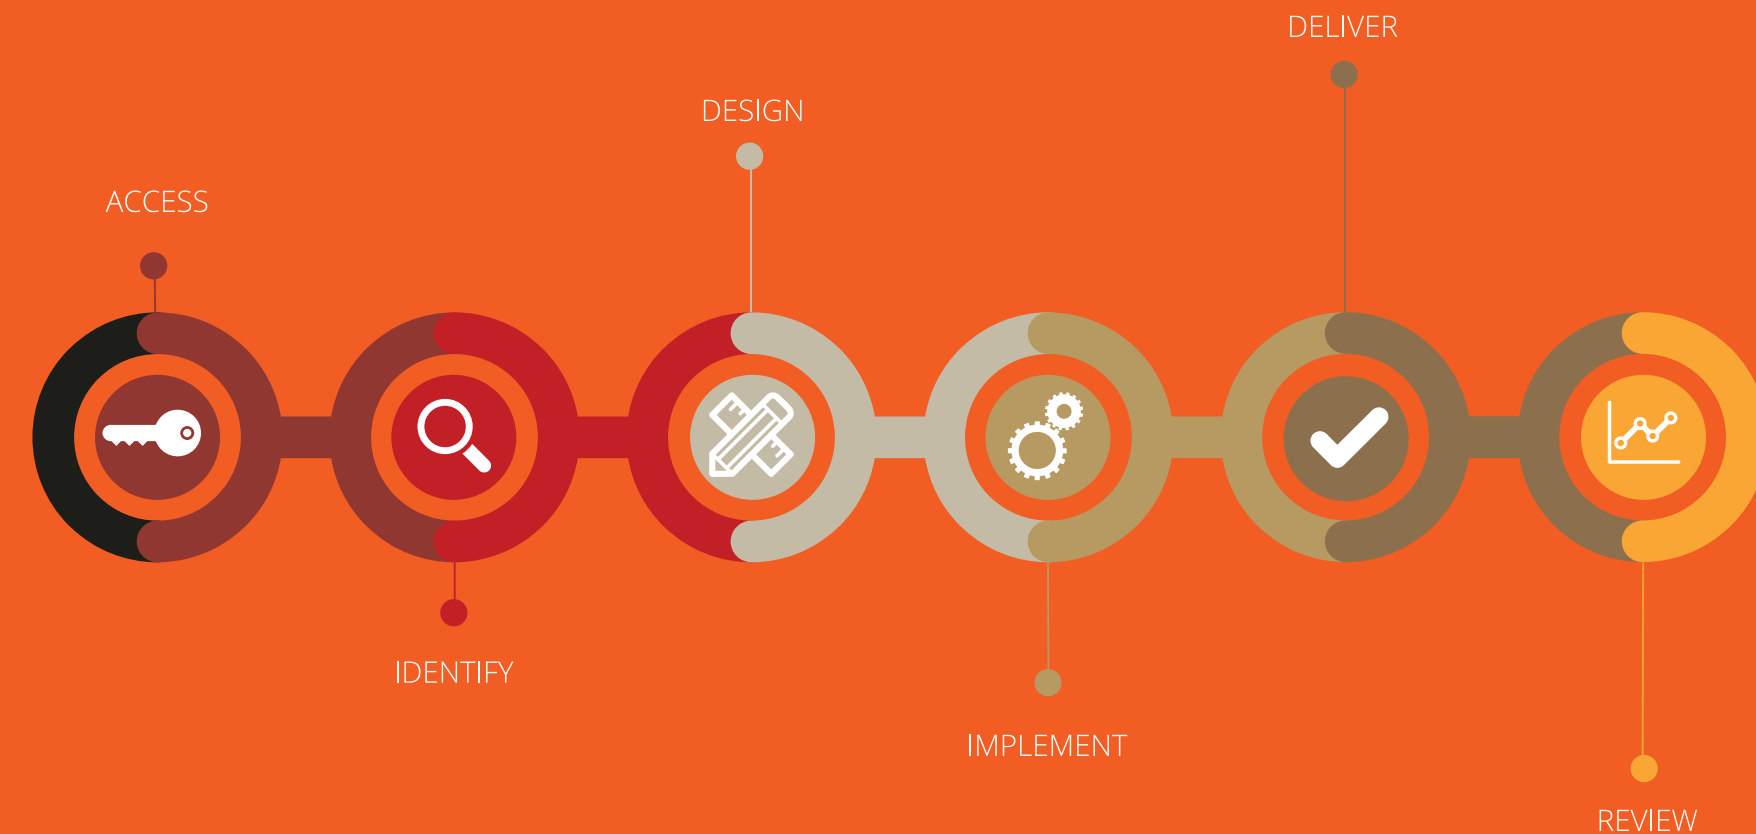 ACCESS
IDENTIFY
DESIGN
IMPLEMENT
DELIVER
REVIEW